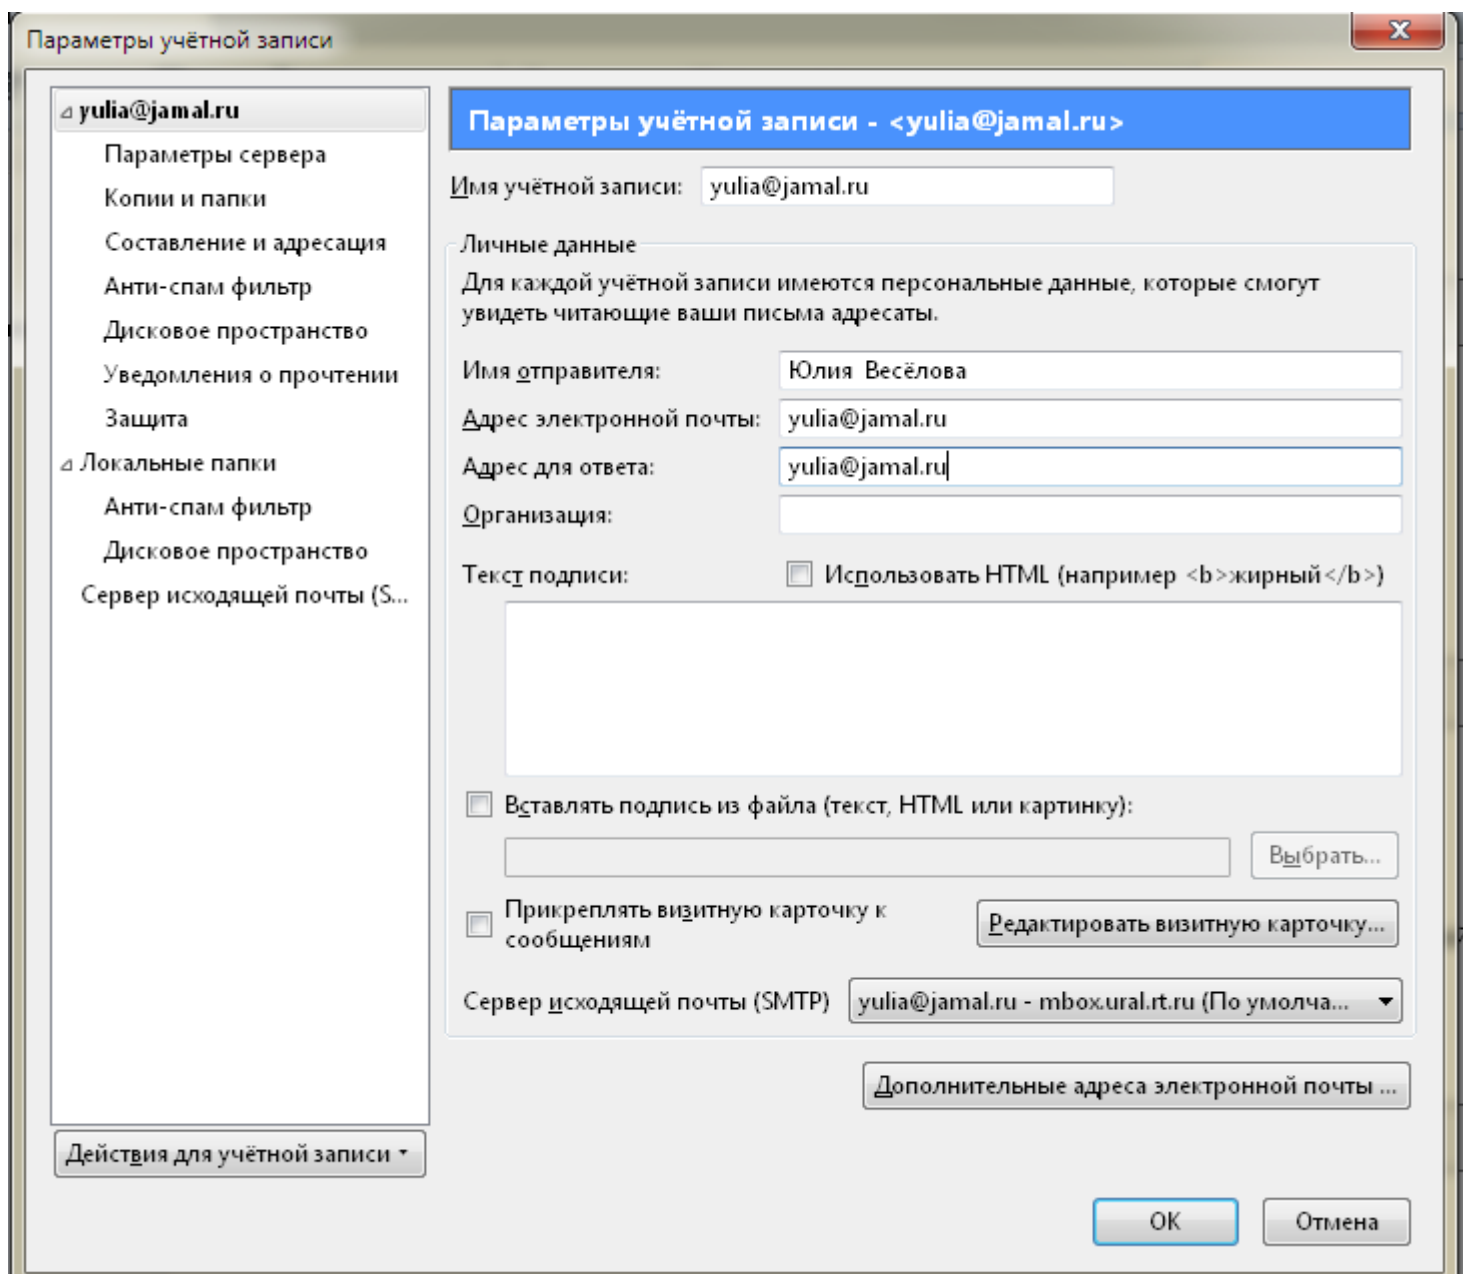 Параметры учётной записи
yulia@jamal.ru
Параметры сервера
Копии и папки
Составление и адресация
Анти-спам фильтр
Дисковое пространство
Уведомления о прочтении
Защита
Локальные папки
Анти-спам фильтр
Дисковое пространство
Сервер исходящей почты (S...
Действия для учётной записи
Параметры учётной записи - <yulia@jamal.ru>
Имя учётной записи: yulia@jamal.ru
Личные данные
Для каждой учётной записи имеются персональные данные, которые смогут
увидеть читающие ваши письма адресаты.
Имя отправителя: Юлия Весёлова
Адрес электронной почты: yulia@jamal.ru
Адрес для ответа: yulia@jamal.ru
Организация:
Текст подписи: Использовать HTML (например <b>жирный</b>)
Вставлять подпись из файла (текст, HTML или картинку):
Выбрать...
Прикреплять визитную карточку к
сообщениям
Редактировать визитную карточку...
Сервер исходящей почты (SMTP) yulia@jamal.ru - mbox.ural.rt.ru (По умолча...
Дополнительные адреса электронной почты ...
OK Отмена